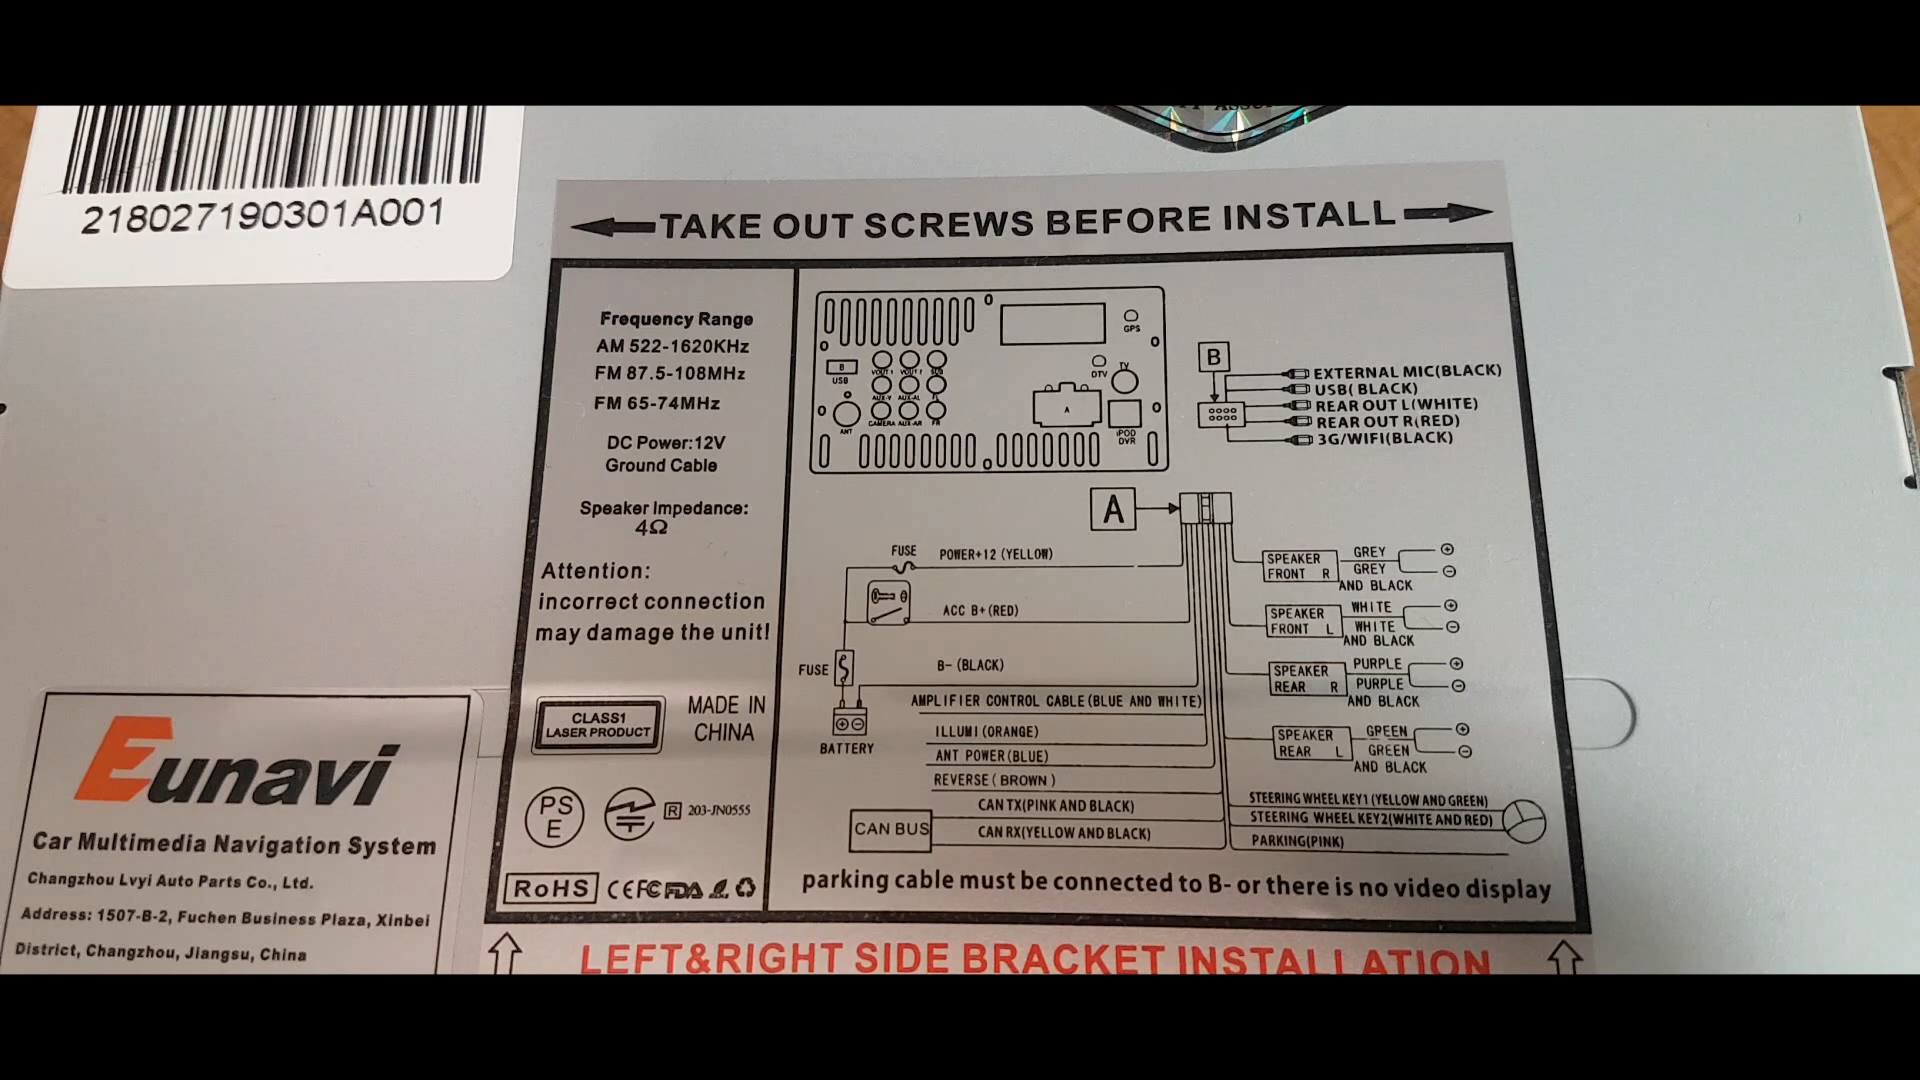 218027190301A001
TAKE OUT SCREWS BEFORE INSTALL
Frequency Range
AM 522-1620KHz
FM 87.5-108MHz
FM 65-74MHz
DC Power:12V
Ground Cable
Speaker Impedance:
4Ω
Attention:
incorrect connection
may damage the unit!
CLASS1
LASER PRODUCT
MADE IN
CHINA
PS
E
R 203-JN0555
RoHS CE FC FDA
GPS
B
USB
DTV
TV
ANT
CAMERA AUX-AR FR
A
iPOD
DVR
B
EXTERNAL MIC(BLACK)
USB( BLACK)
REAR OUT L(WHITE)
REAR OUT R(RED)
3G/WIFI(BLACK)
A
FUSE POWER+12 (YELLOW)
ACC B+(RED)
FUSE
B- (BLACK)
BATTERY
AMPLIFIER CONTROL CABLE(BLUE AND WHITE)
ILLUMI(ORANGE)
ANT POWER(BLUE)
REVERSE( BROWN )
CAN BUS
CAN TX(PINK AND BLACK)
CAN RX(YELLOW AND BLACK)
SPEAKER
FRONT R
GREY
GREY
AND BLACK
SPEAKER
FRONT L
WHITE
WHITE
AND BLACK
SPEAKER
REAR R
PURPLE
PURPLE
AND BLACK
SPEAKER
REAR L
GREEN
GREEN
AND BLACK
STEERING WHEEL KEY1(YELLOW AND GREEN)
STEERING WHEEL KEY2(WHITE AND RED)
PARKING(PINK)
parking cable must be connected to B- or there is no video display
LEFT&RIGHT SIDE BRACKET INSTALLATION
Eunavi
Car Multimedia Navigation System
Changzhou Lvyi Auto Parts Co., Ltd.
Address: 1507-B-2, Fuchen Business Plaza, Xinbei
District, Changzhou, Jiangsu, China